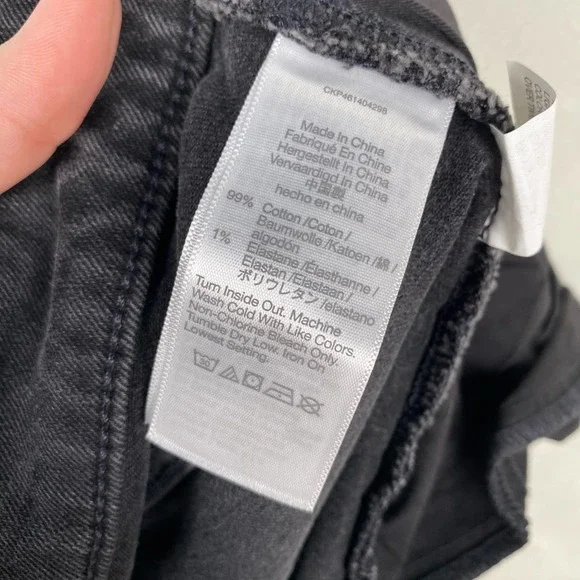 CKP461404298
Made In China
Fabriqué En Chine
Hergestellt In China
Vervaardigd In China
中国製
hecho en china
99% Cotton /Coton /
Baumwolle /Katoen /綿 /
algodón
1% Elastane /Élasthanne /
Elastan /Elastaan /
ポリウレタン /elastano
Turn Inside Out. Machine
Wash Cold With Like Colors.
Non-Chlorine Bleach Only.
Tumble Dry Low. Iron On
Lowest Setting.
30